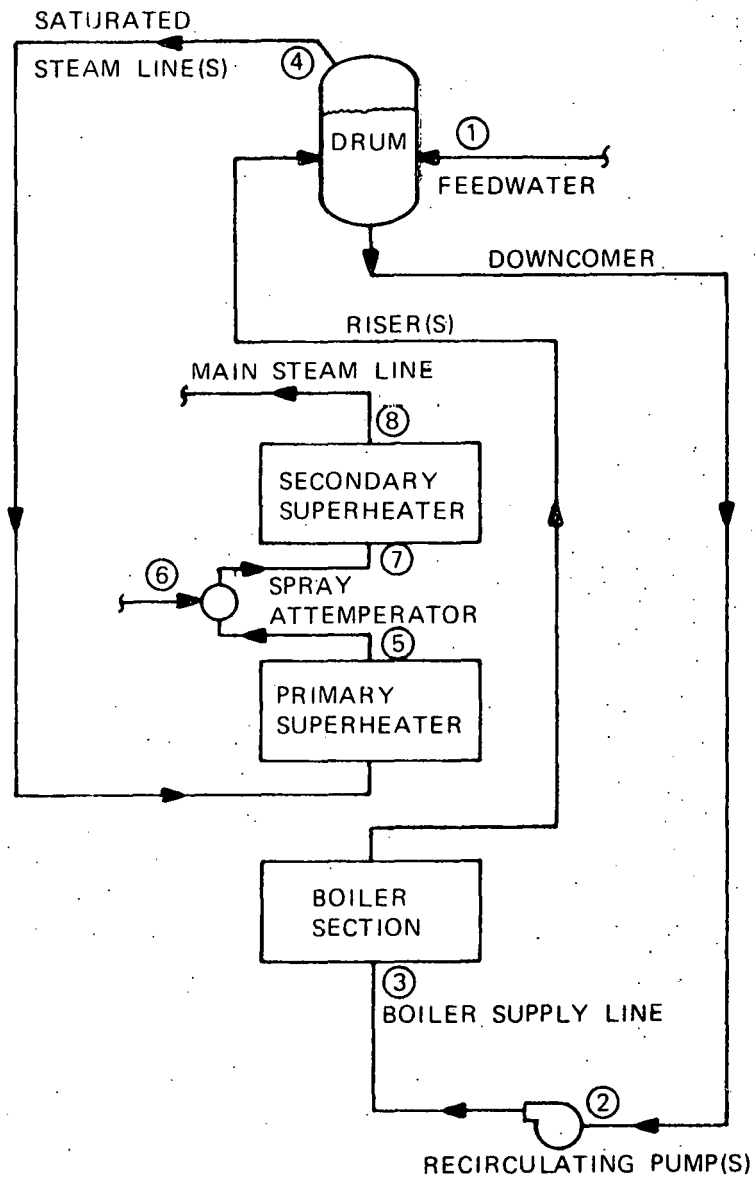 SATURATED
STEAM LINE(S)
④
DRUM
①
FEEDWATER
DOWNCOMER
RISER(S)
MAIN STEAM LINE
⑧
SECONDARY
SUPERHEATER
⑦
⑥
SPRAY
ATTEMPERATOR
⑤
PRIMARY
SUPERHEATER
BOILER
SECTION
③
BOILER SUPPLY LINE
②
RECIRCULATING PUMP(S)